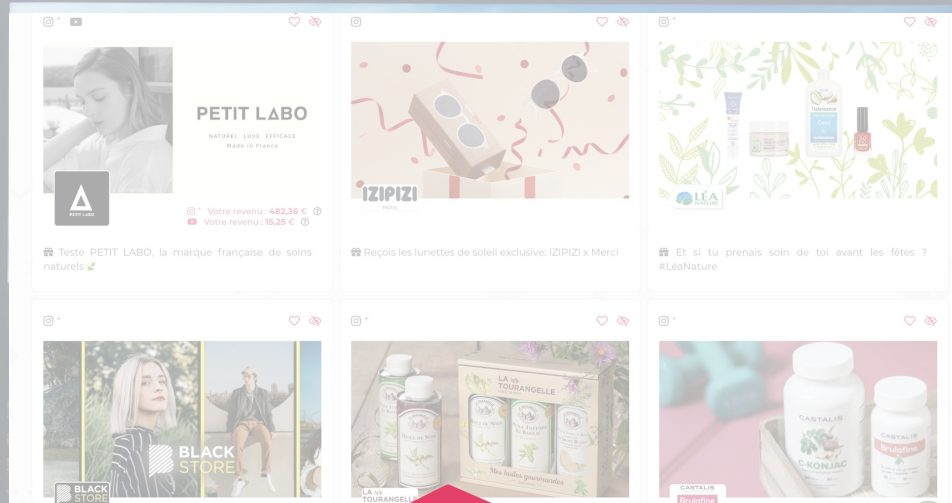 PETIT LABO
NATUREL LUXE EFFICACE
Made in France
PETIT LABO
Votre revenu : 482,36 €
Votre revenu : 15,25 €
Teste PETIT LABO, la marque française de soins
naturels
IZIPIZI
PARIS
Reçois les lunettes de soleil exclusive: IZIPIZI x Merci
LÉA
NATURE
Et si tu prenais soin de toi avant les fêtes ?
#LéaNature
BLACK
STORE
BLACK
STORE
LA
TOURANGELLE
Mes huiles gourmandes
LA
TOURANGELLE
CASTALIS
C-KONJAC
CASTALIS
Brulafine
CASTALIS
Brulafine